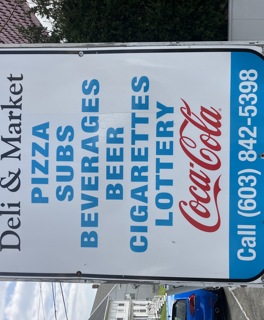 Deli & Market
PIZZA
SUBS
BEVERAGES
BEER
CIGARETTES
LOTTERY
Coca-Cola
Call (603) 842-5398